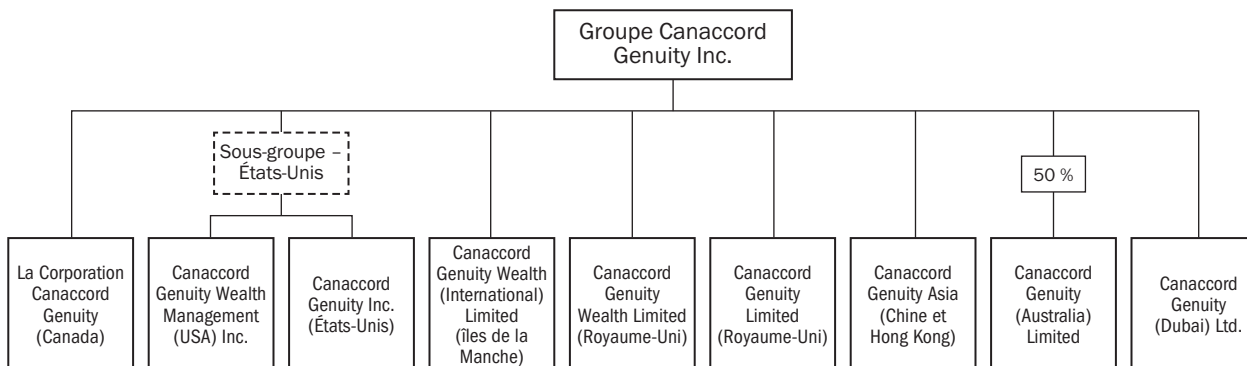 Groupe Canaccord
Genuity Inc.
Sous-groupe –
États-Unis
50 %
La Corporation
Canaccord
Genuity
(Canada)
Canaccord
Genuity Wealth
Management
(USA) Inc.
Canaccord
Genuity Inc.
(États-Unis)
Canaccord
Genuity Wealth
(International)
Limited
(îles de la
Manche)
Canaccord
Genuity
Wealth Limited
(Royaume-Uni)
Canaccord
Genuity
Limited
(Royaume-Uni)
Canaccord
Genuity Asia
(Chine et
Hong Kong)
Canaccord
Genuity
(Australia)
Limited
Canaccord
Genuity
(Dubai) Ltd.